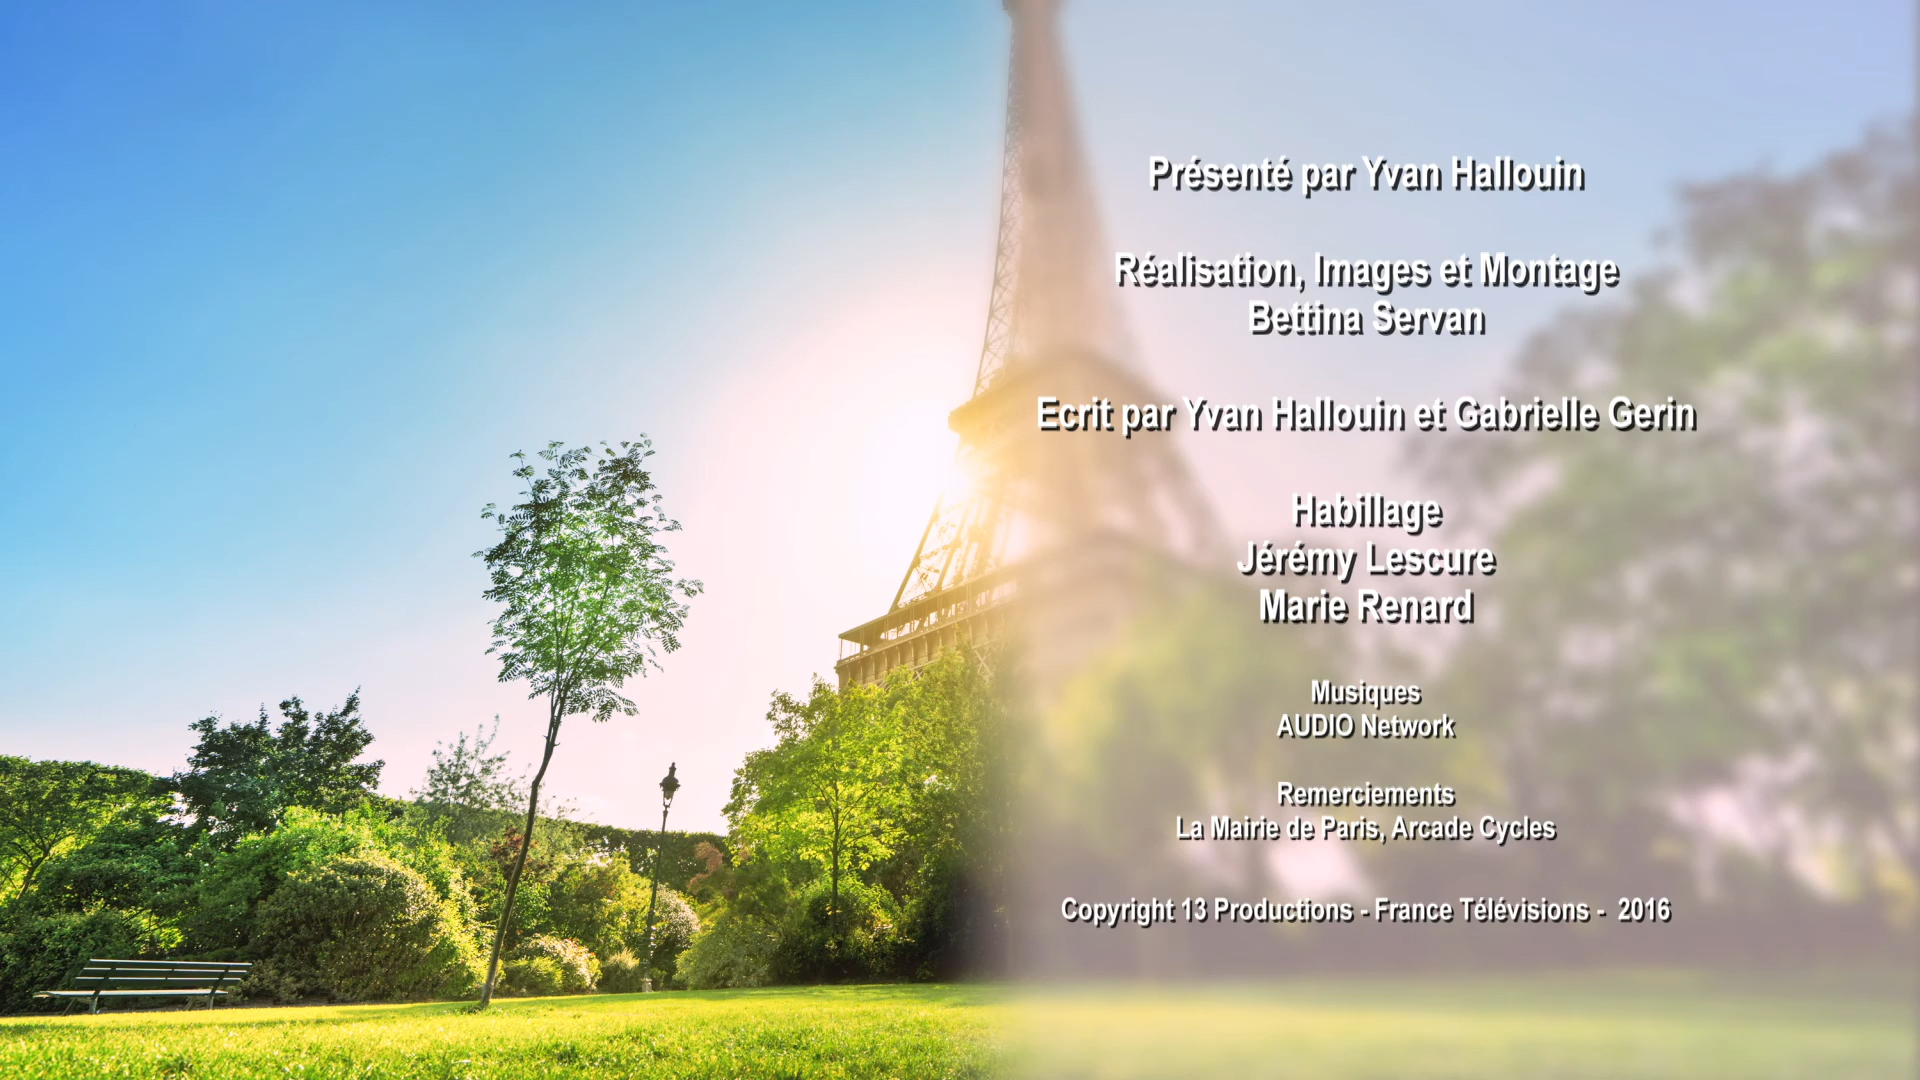 Présenté par Yvan Hallouin
Réalisation, Images et Montage
Bettina Servan
Ecrit par Yvan Hallouin et Gabrielle Gerin
Habillage
Jérémy Lescure
Marie Renard
Musiques
AUDIO Network
Remerciements
La Mairie de Paris, Arcade Cycles
Copyright 13 Productions - France Télévisions - 2016